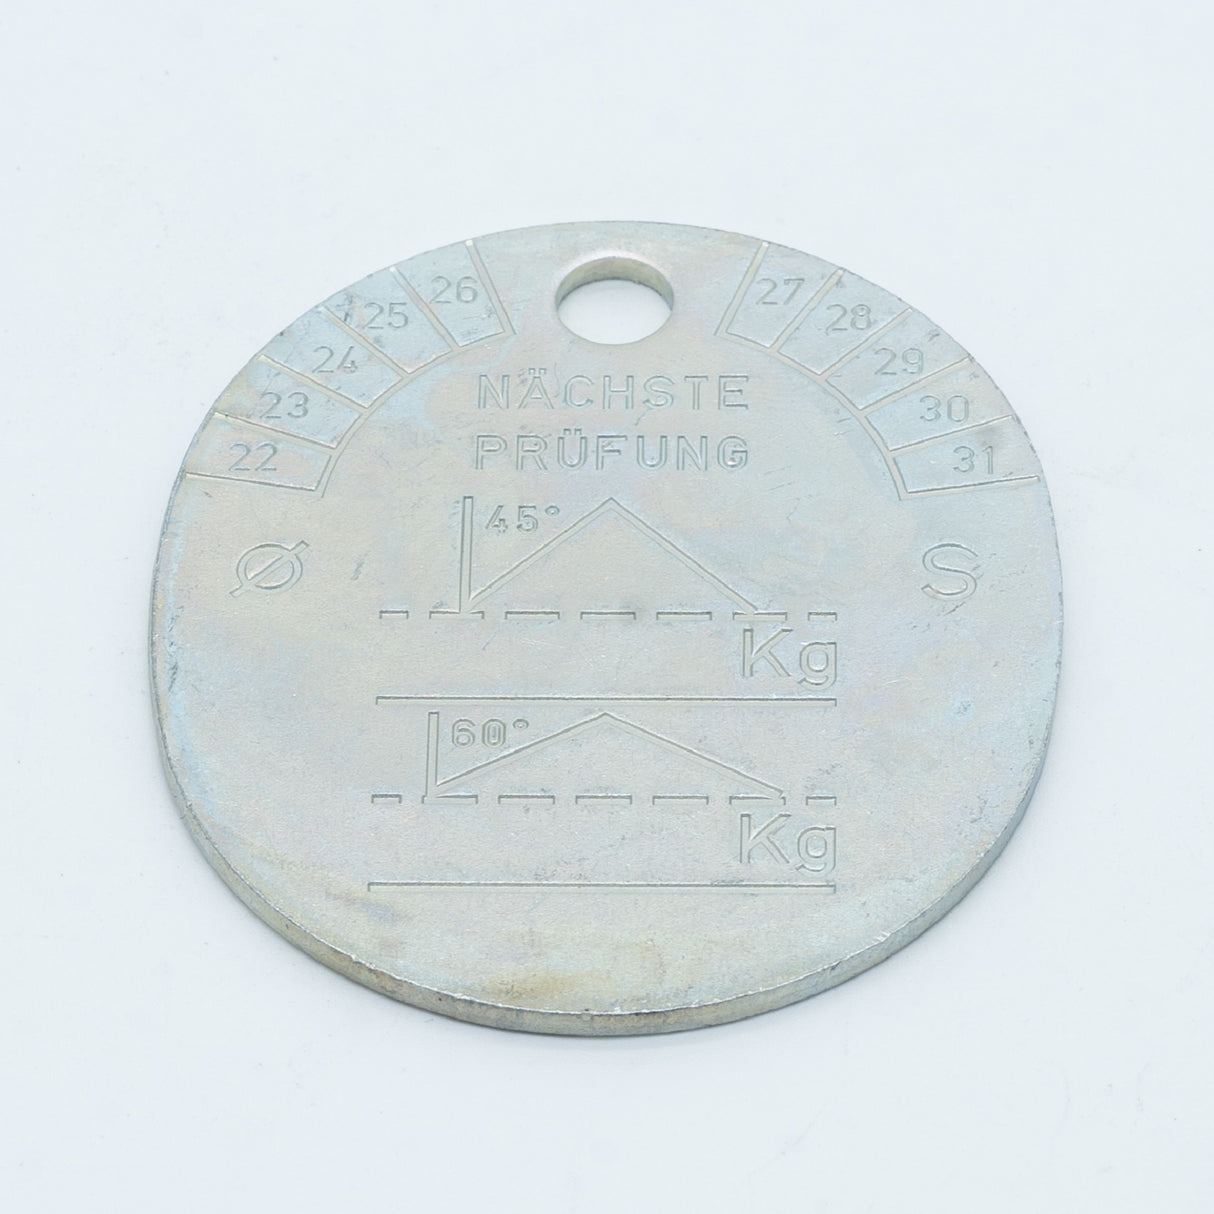 22 23 24 25 26 27 28 29 30 31
NÄCHSTE
PRÜFUNG
45°
Ø S
Kg
60°
Kg